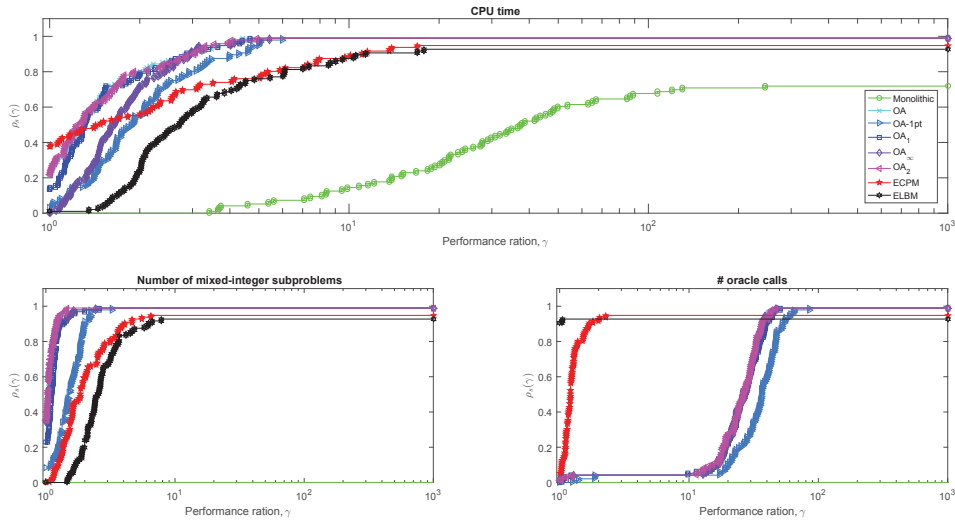 CPU time
1
0.8
0.6
0.4
0.2
0
ρs(γ)
10^0
10^1
10^2
10^3
Performance ration, γ
Monolithic
OA
OA-1pt
OA_1
OA_∞
OA_2
ECPM
ELBM
Number of mixed-integer subproblems
1
0.8
0.6
0.4
0.2
0
ρs(γ)
10^0
10^1
10^2
10^3
Performance ration, γ
# oracle calls
1
0.8
0.6
0.4
0.2
0
ρs(γ)
10^0
10^1
10^2
10^3
Performance ration, γ